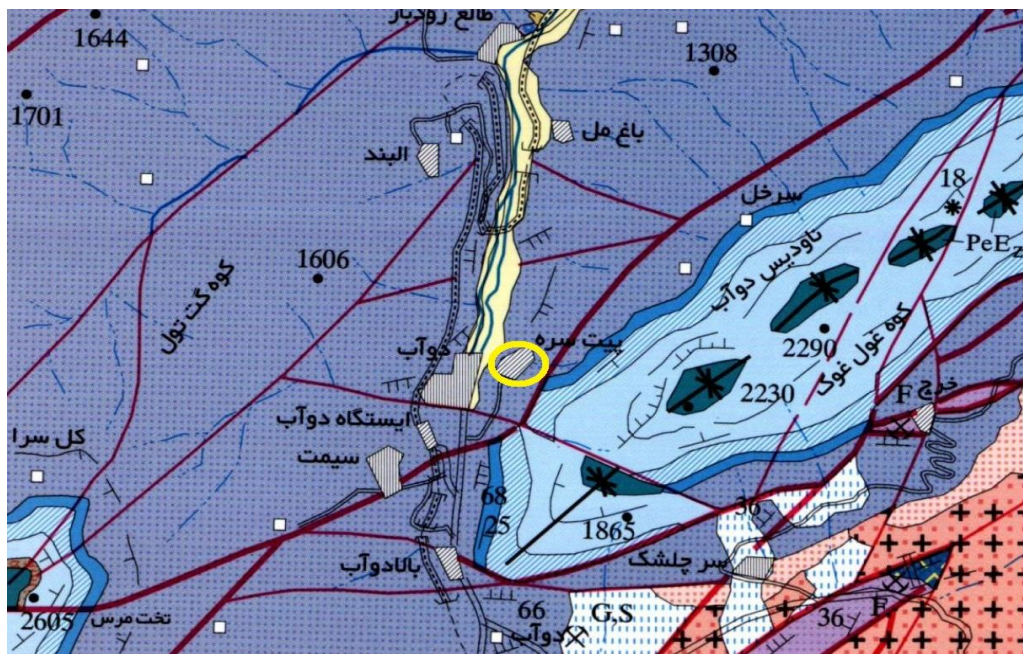 طالع رودبار
1644
1308
1701
باغ مل
البند
سرخل
18
PeEz
ناودیس دوآب
کوه گت تول
1606
کوه غول غوک
پیت سره
دوآب
2290
2230
F
خرج
ایستگاه دوآب
کل سرا
سیمت
68
25
1865
36
سر چلشک
بالادوآب
2605
تخت مرس
66
دوآب
G,S
36
F